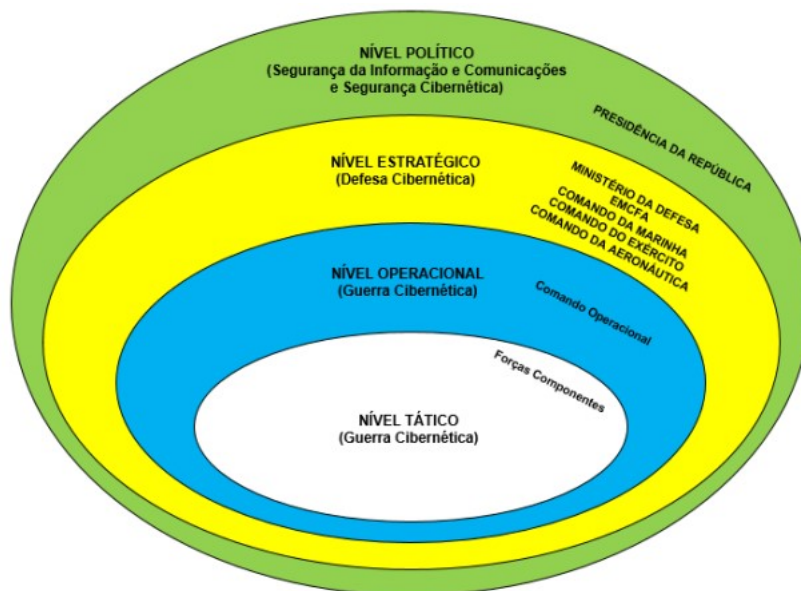 NÍVEL POLÍTICO
(Segurança da Informação e Comunicações
e Segurança Cibernética)
PRESIDÊNCIA DA REPÚBLICA
NÍVEL ESTRATÉGICO
(Defesa Cibernética)
MINISTÉRIO DA DEFESA
EMCFA
COMANDO DA MARINHA
COMANDO DO EXÉRCITO
COMANDO DA AERONÁUTICA
NÍVEL OPERACIONAL
(Guerra Cibernética)
Comando Operacional
Forças Componentes
NÍVEL TÁTICO
(Guerra Cibernética)